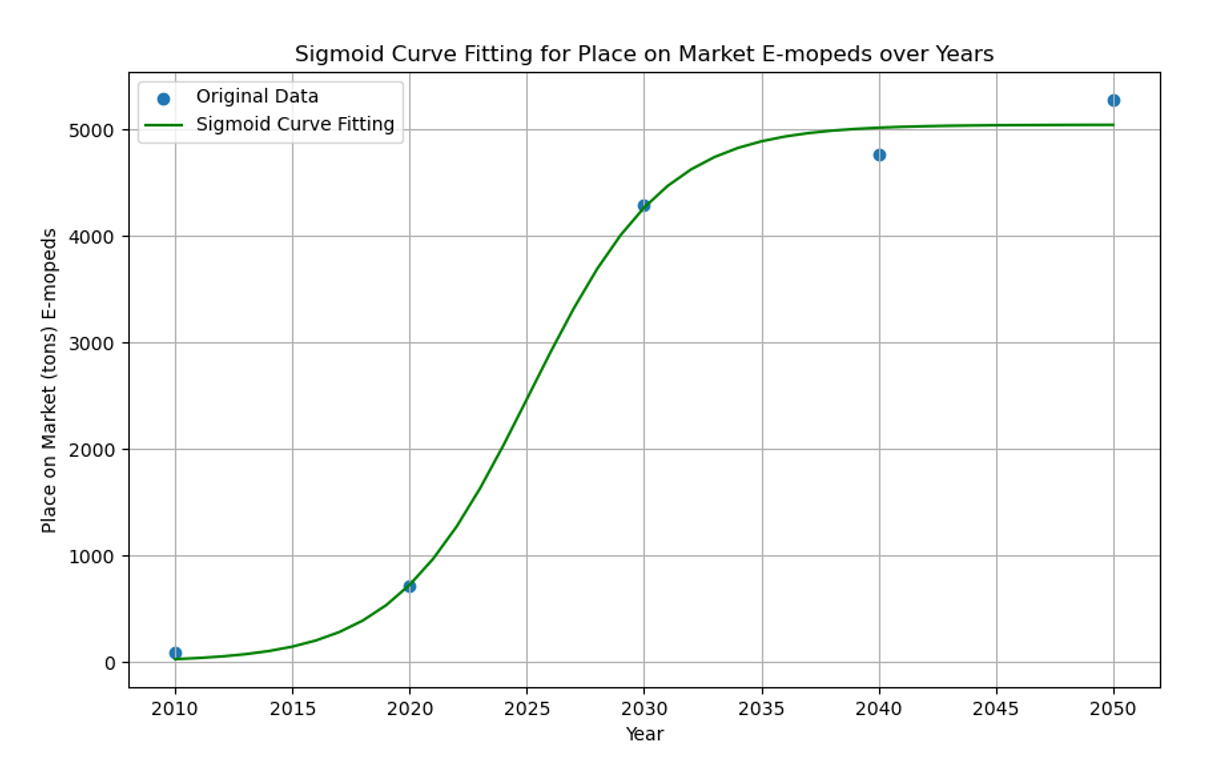 Sigmoid Curve Fitting for Place on Market E-mopeds over Years
Original Data
Sigmoid Curve Fitting
Place on Market (tons) E-mopeds
5000
4000
3000
2000
1000
0
2010 2015 2020 2025 2030 2035 2040 2045 2050
Year